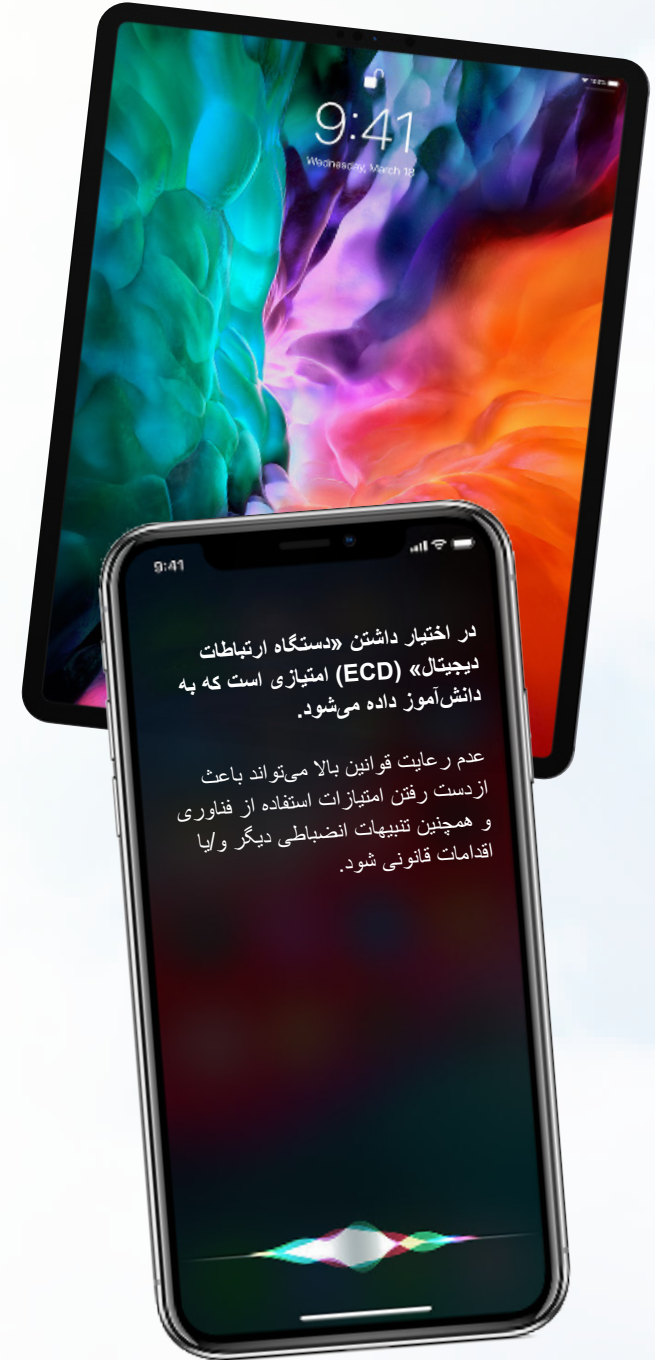 9:41
Wednesday, March 18
9:41
در اختیار داشتن «دستگاه ارتباطات
دیجیتال» (ECD) امتیازی است که به
دانش‌آموز داده می‌شود.
عدم رعایت قوانین بالا می‌تواند باعث
ازدست رفتن امتیازات استفاده از فناوری
و همچنین تنبیهات انضباطی دیگر و/یا
اقدامات قانونی شود.